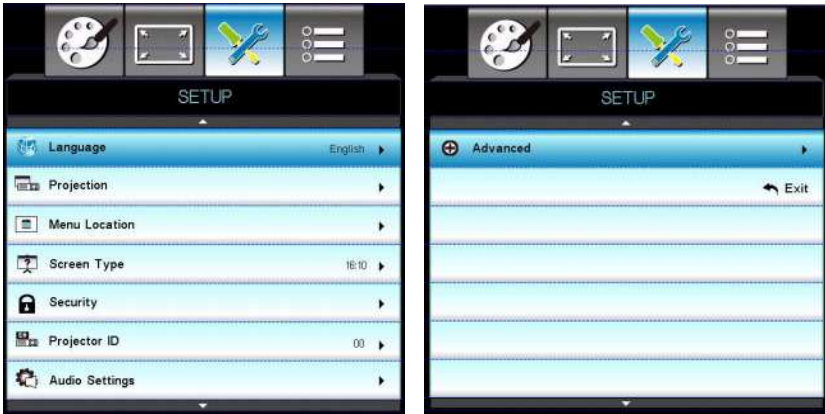 SETUP
Language English
Projection
Menu Location
Screen Type 16:10
Security
Projector ID 00
Audio Settings
SETUP
Advanced
Exit